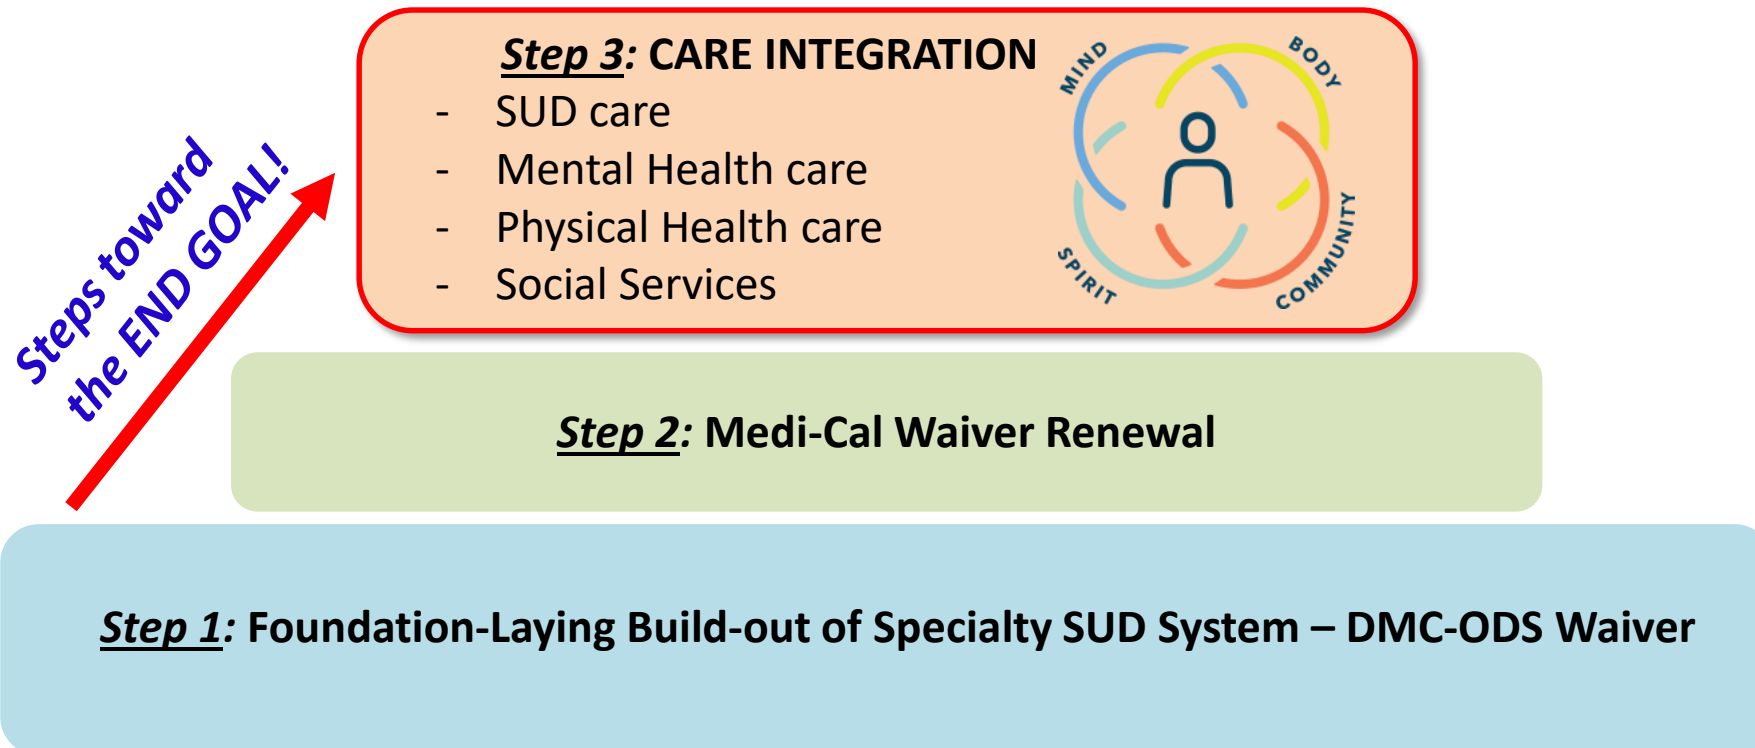 Step 3: CARE INTEGRATION
- SUD care
- Mental Health care
- Physical Health care
- Social Services
MIND
BODY
SPIRIT
COMMUNITY
Steps toward
the END GOAL!
Step 2: Medi-Cal Waiver Renewal
Step 1: Foundation-Laying Build-out of Specialty SUD System – DMC-ODS Waiver